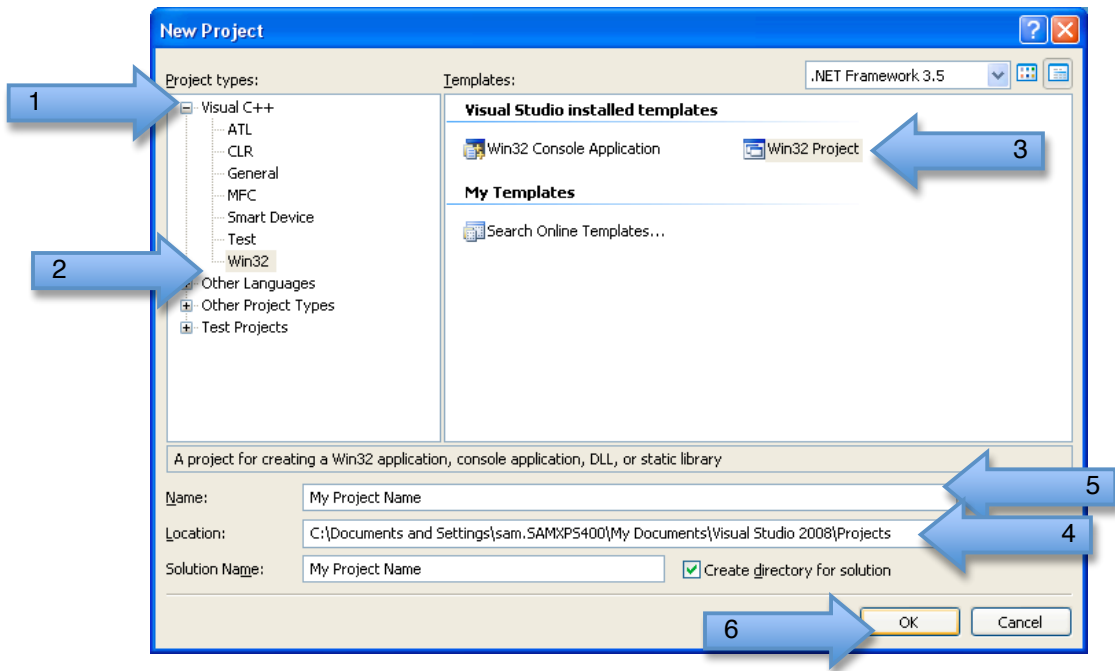 New Project
Project types:
Templates:
.NET Framework 3.5
1
Visual C++
ATL
CLR
General
MFC
Smart Device
Test
Win32
2
Other Languages
Other Project Types
Test Projects
Visual Studio installed templates
Win32 Console Application
Win32 Project
3
My Templates
Search Online Templates...
A project for creating a Win32 application, console application, DLL, or static library
Name:
My Project Name
5
Location:
C:\Documents and Settings\sam.SAMXPS400\My Documents\Visual Studio 2008\Projects
4
Solution Name:
My Project Name
Create directory for solution
6
OK
Cancel